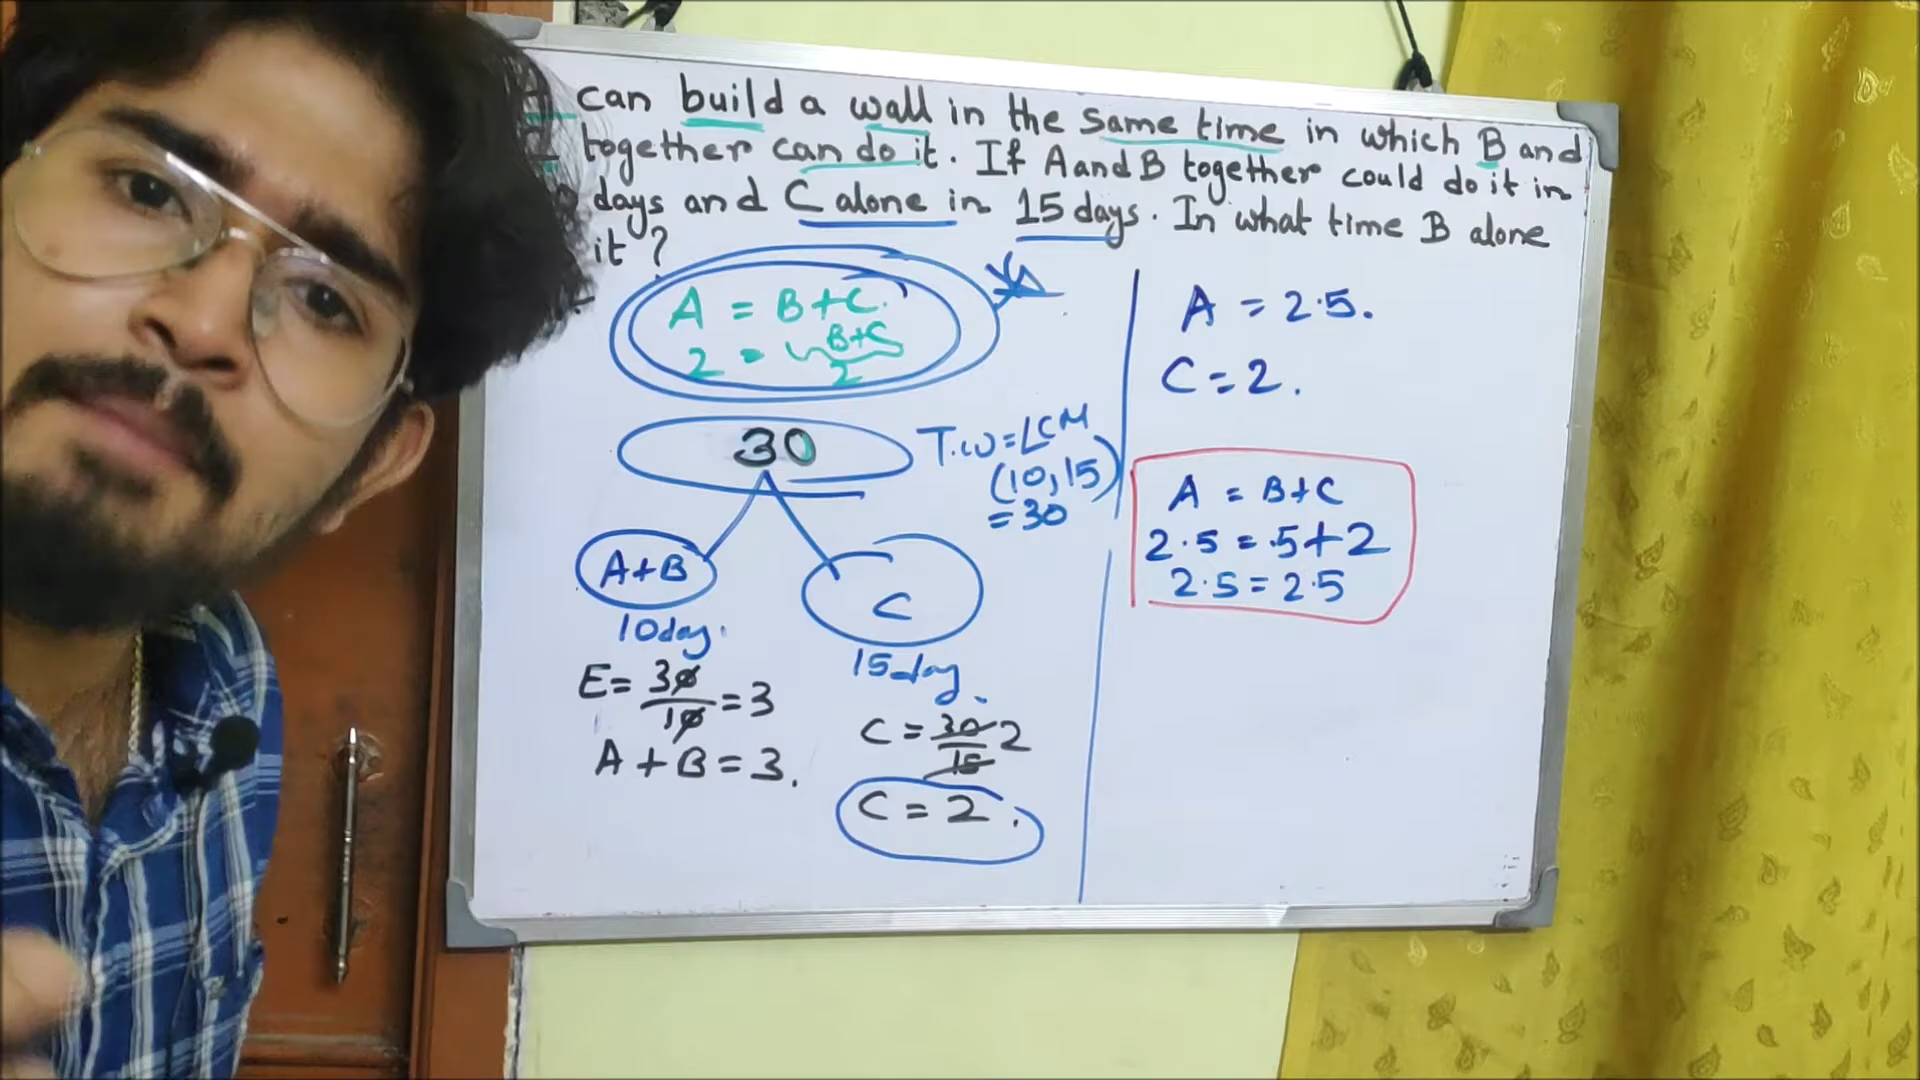 can build a wall in the same time in which B and
together can do it. If A and B together could do it in
days and C alone in 15 days. In what time B alone
it ?
A = B+C.
2 = B+C
2
30
T.W = LCM
(10,15)
= 30
A+B
10day.
C
15day
E= 30/10 = 3
A + B = 3.
C = 30/15 2
C = 2.
A = 2.5.
C = 2.
A = B+C
2.5 = .5+2
2.5 = 2.5